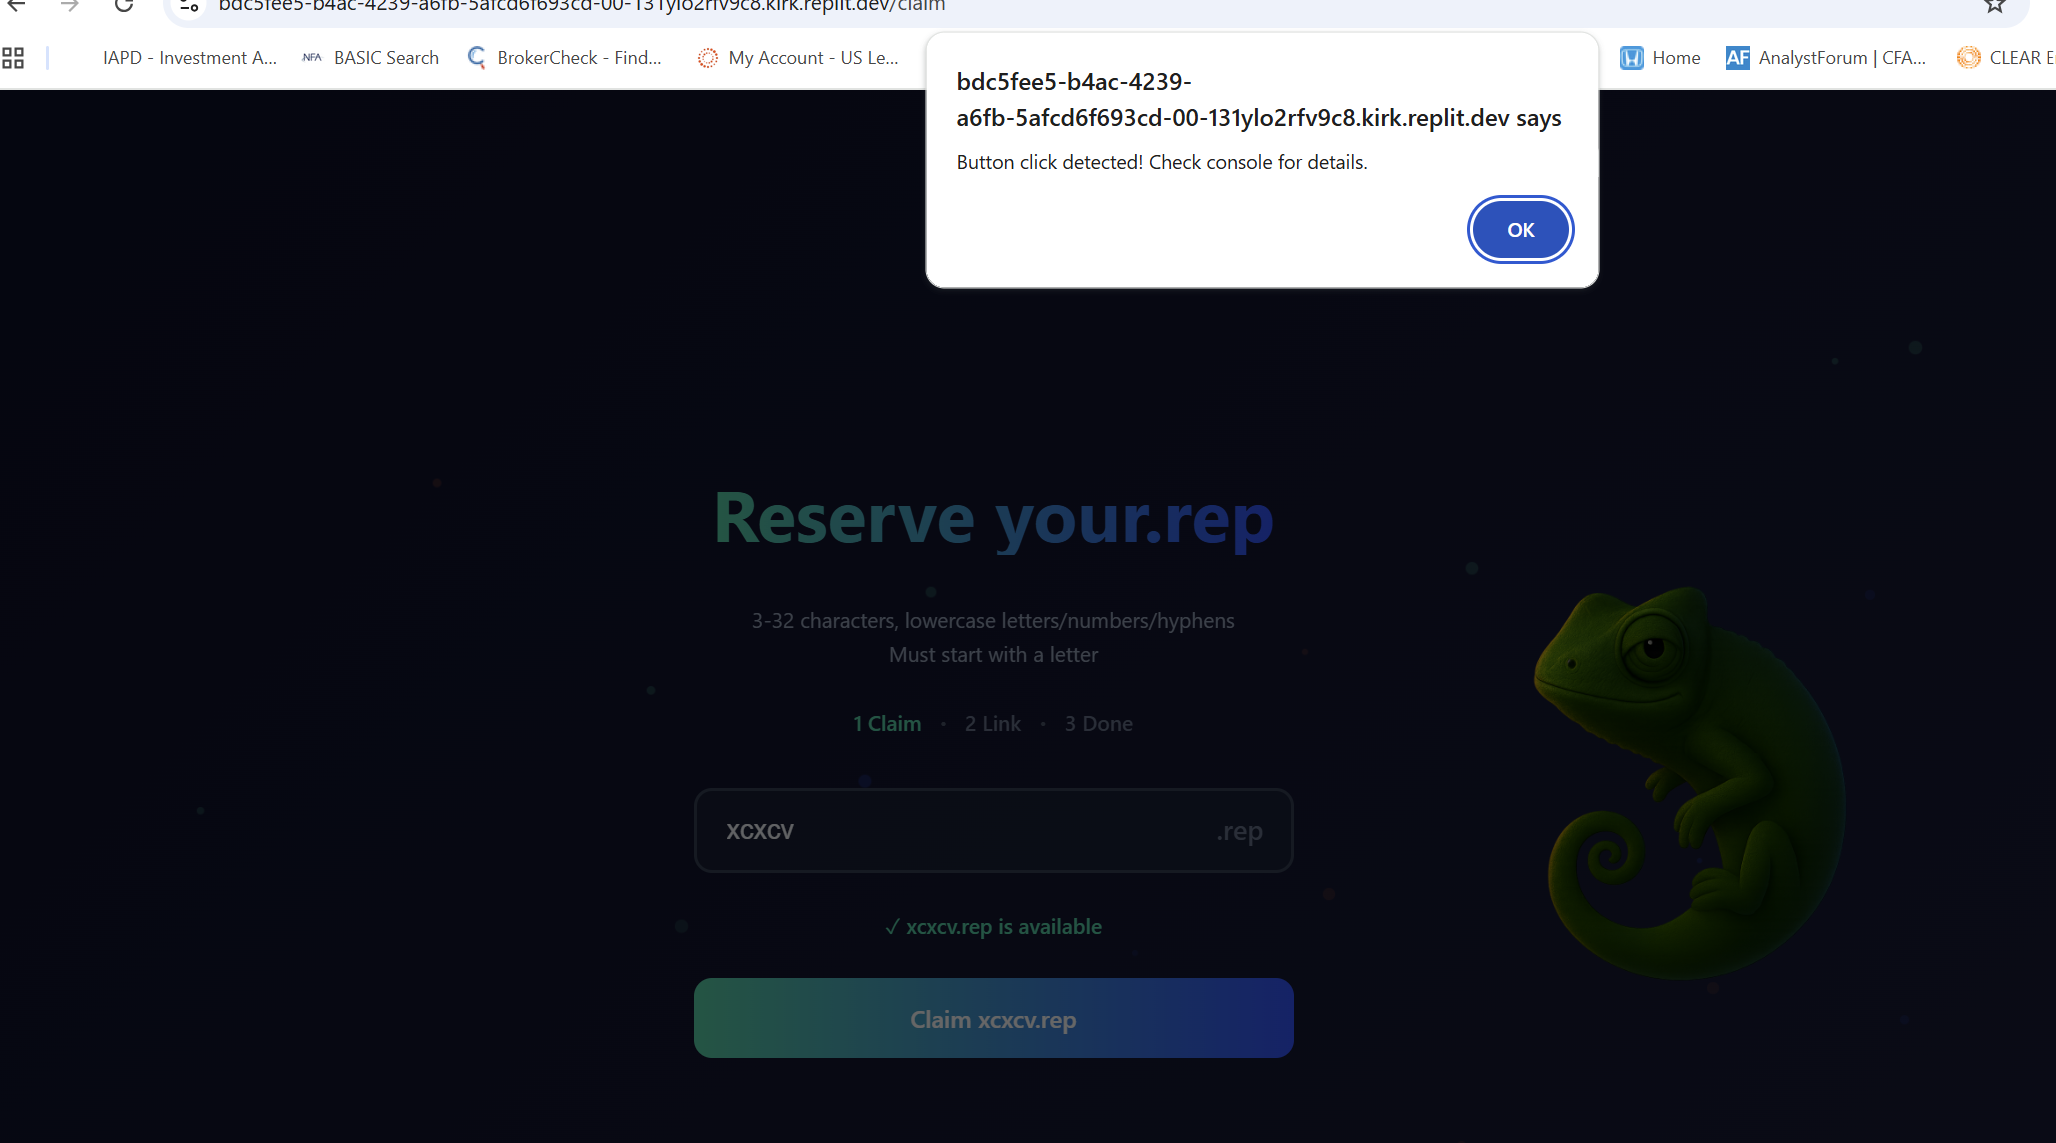 bdc5fee5-b4ac-4239-a6fb-5afcd6f693cd-00-131ylo2rfv9c8.kirk.replit.dev/claim
IAPD - Investment A...
NFA BASIC Search
BrokerCheck - Find...
My Account - US Le...
Home
AF AnalystForum | CFA...
CLEAR E
bdc5fee5-b4ac-4239-
a6fb-5afcd6f693cd-00-131ylo2rfv9c8.kirk.replit.dev says
Button click detected! Check console for details.
OK
Reserve your.rep
3-32 characters, lowercase letters/numbers/hyphens
Must start with a letter
1 Claim • 2 Link • 3 Done
XCXCV .rep
✓ xcxcv.rep is available
Claim xcxcv.rep